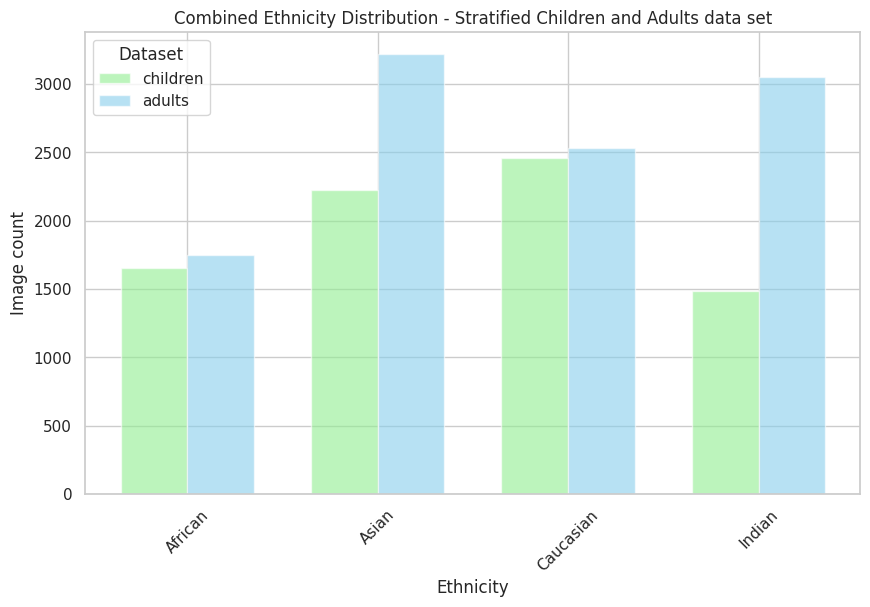 Combined Ethnicity Distribution - Stratified Children and Adults data set
Dataset
children
adults
3000
2500
2000
1500
1000
500
0
Image count
African
Asian
Caucasian
Indian
Ethnicity